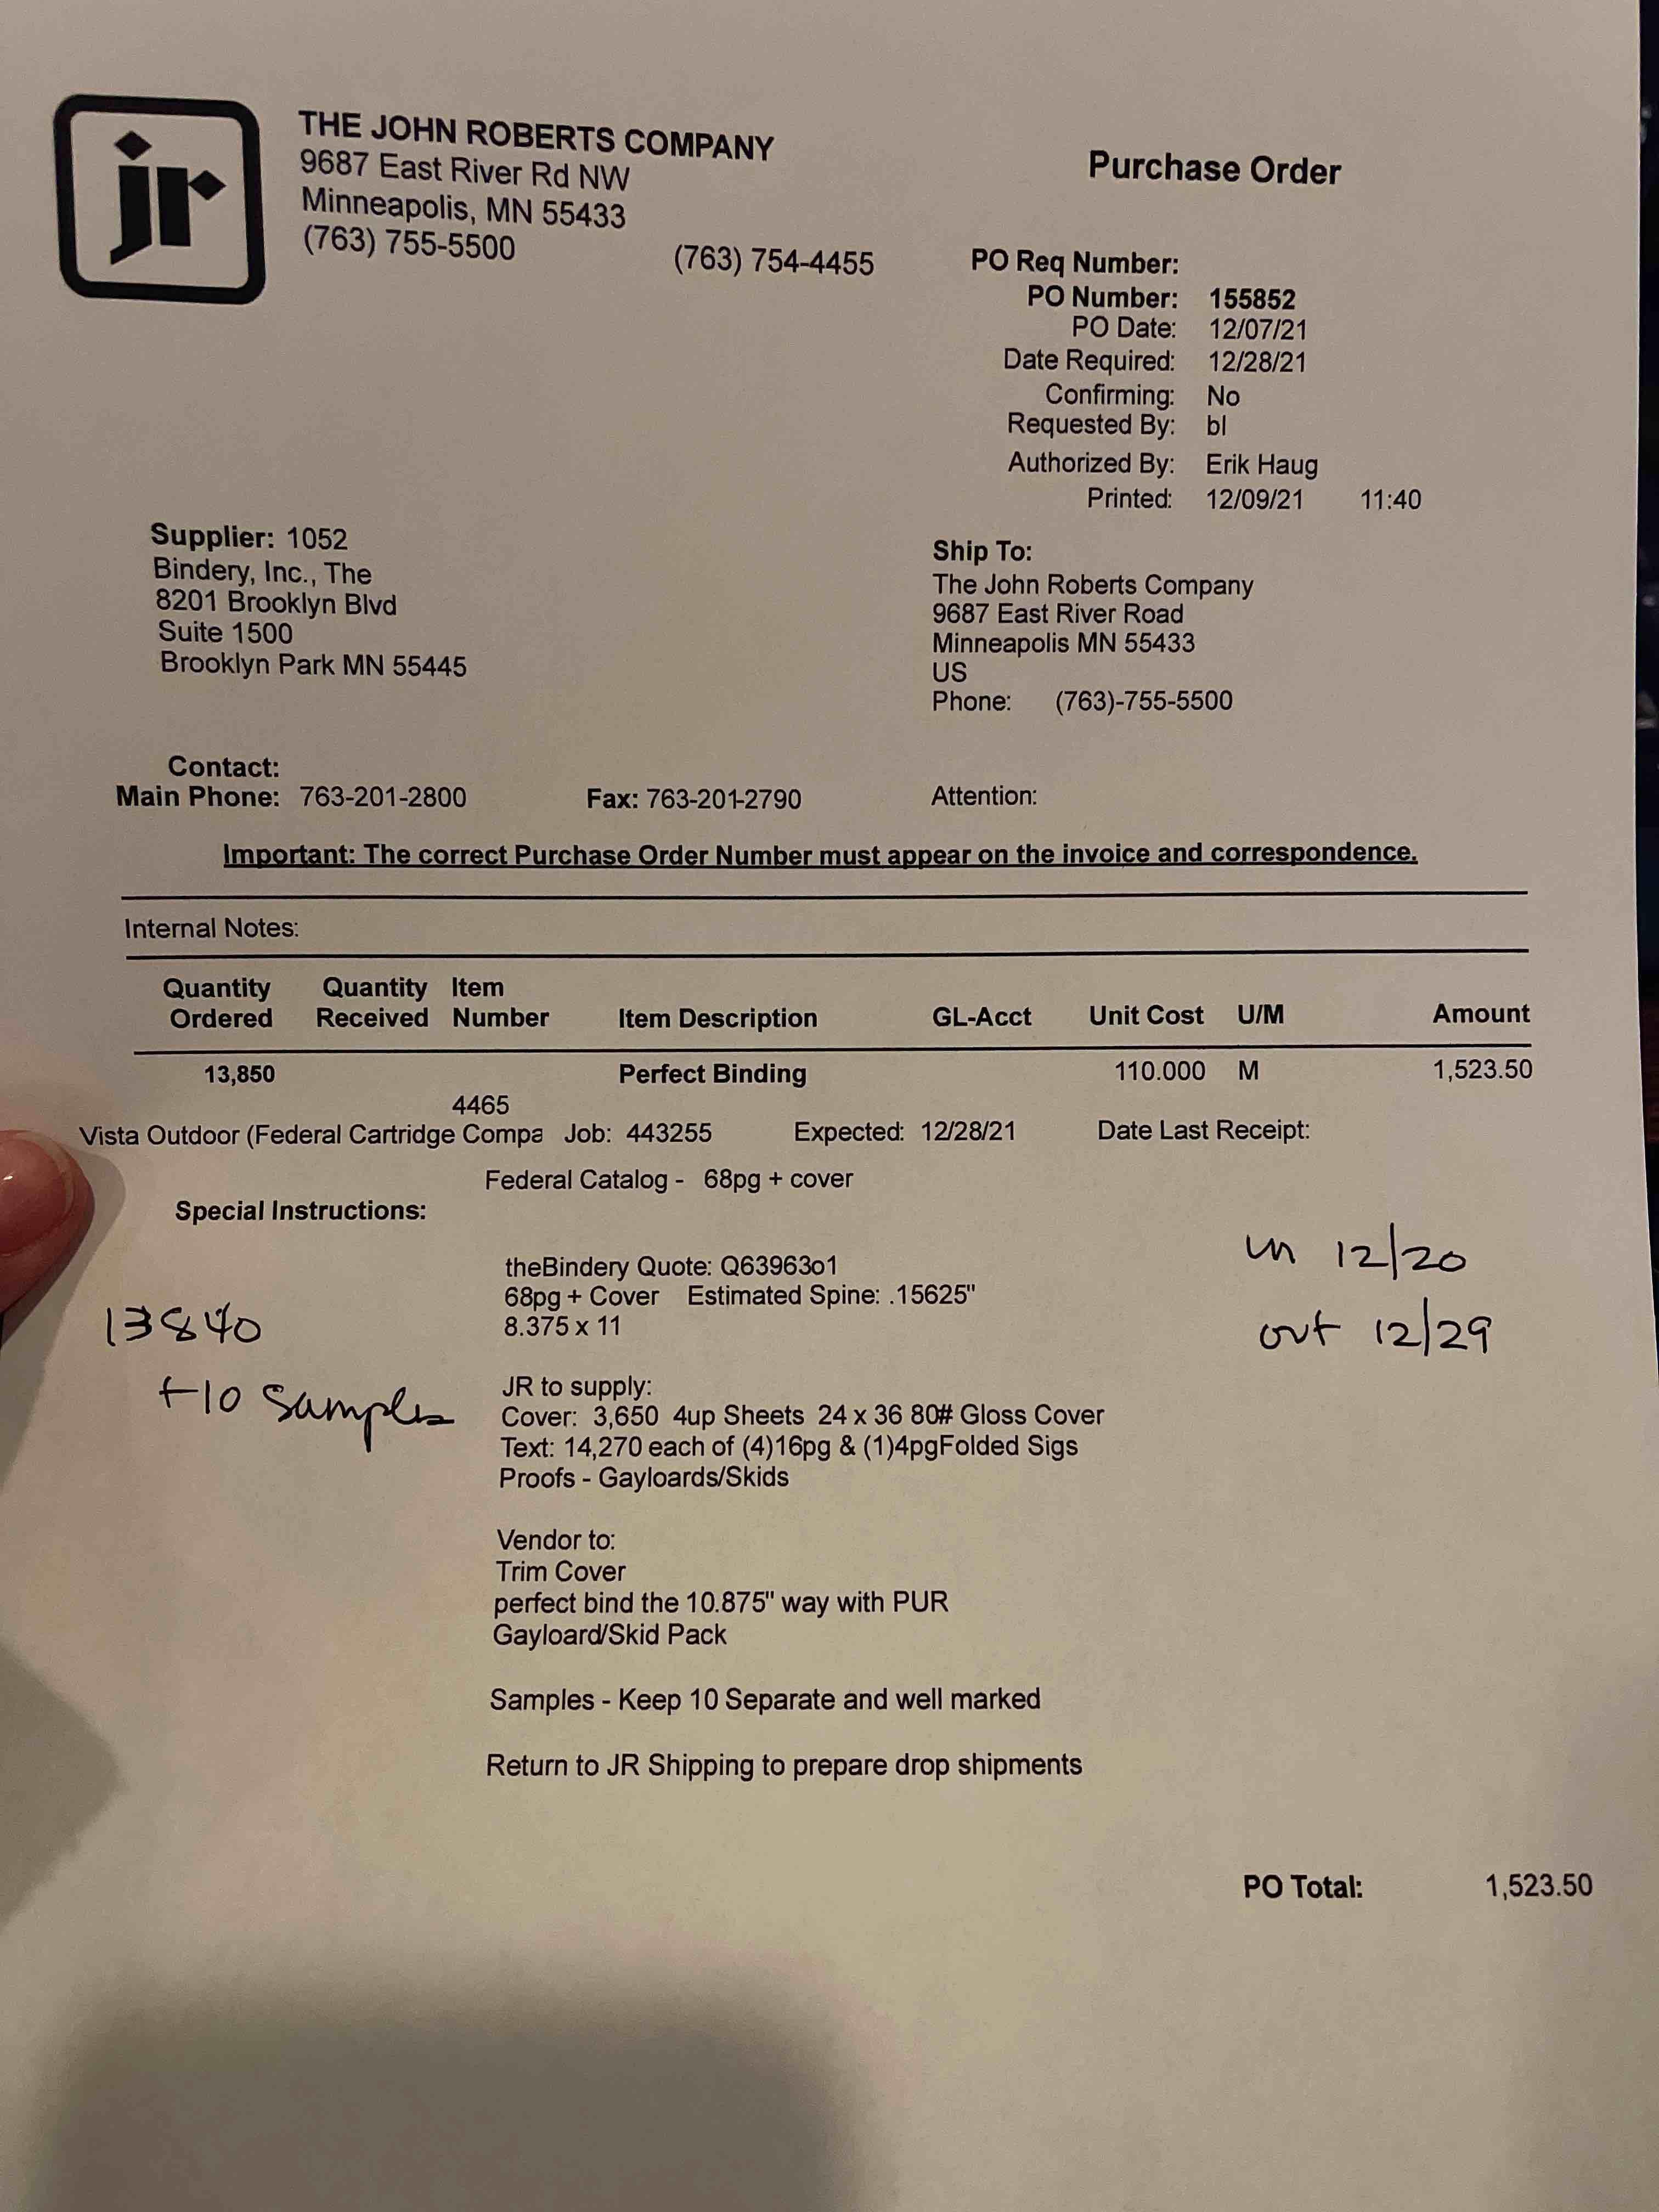 jr
THE JOHN ROBERTS COMPANY
9687 East River Rd NW
Minneapolis, MN 55433
(763) 755-5500 (763) 754-4455
Purchase Order
PO Req Number:
PO Number: 155852
PO Date: 12/07/21
Date Required: 12/28/21
Confirming: No
Requested By: bl
Authorized By: Erik Haug
Printed: 12/09/21 11:40
Supplier: 1052
Bindery, Inc., The
8201 Brooklyn Blvd
Suite 1500
Brooklyn Park MN 55445
Ship To:
The John Roberts Company
9687 East River Road
Minneapolis MN 55433
US
Phone: (763)-755-5500
Contact:
Main Phone: 763-201-2800 Fax: 763-201-2790 Attention:
Important: The correct Purchase Order Number must appear on the invoice and correspondence.
Internal Notes:
Quantity Ordered Quantity Received Item Number Item Description GL-Acct Unit Cost U/M Amount
13,850 Perfect Binding 110.000 M 1,523.50
4465
Vista Outdoor (Federal Cartridge Compa Job: 443255 Expected: 12/28/21 Date Last Receipt:
Federal Catalog - 68pg + cover
Special Instructions:
theBindery Quote: Q63963o1
68pg + Cover Estimated Spine: .15625"
8.375 x 11
in 12/20
out 12/29
13840
+10 samples
JR to supply:
Cover: 3,650 4up Sheets 24 x 36 80# Gloss Cover
Text: 14,270 each of (4)16pg & (1)4pgFolded Sigs
Proofs - Gayloards/Skids
Vendor to:
Trim Cover
perfect bind the 10.875" way with PUR
Gayloard/Skid Pack
Samples - Keep 10 Separate and well marked
Return to JR Shipping to prepare drop shipments
PO Total: 1,523.50